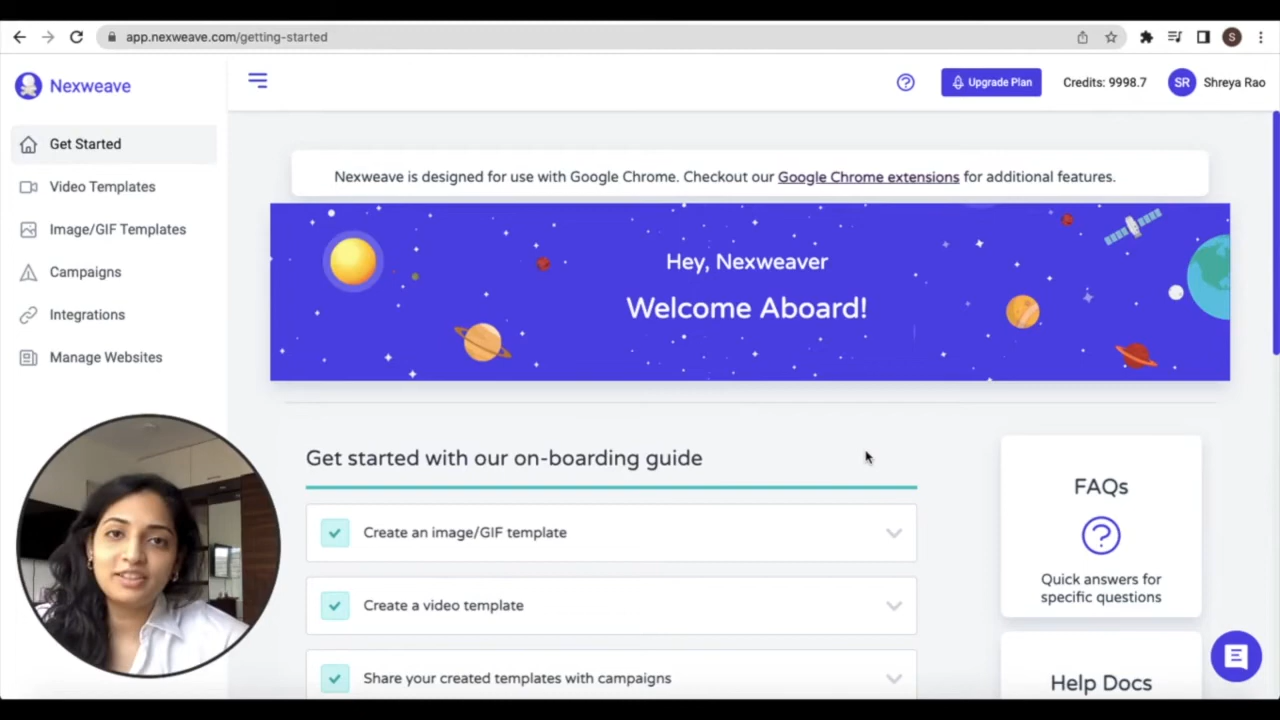 app.nexweave.com/getting-started
S
Nexweave
Upgrade Plan
Credits: 9998.7
SR
Shreya Rao
Get Started
Video Templates
Image/GIF Templates
Campaigns
Integrations
Manage Websites
Nexweave is designed for use with Google Chrome. Checkout our Google Chrome extensions for additional features.
Hey, Nexweaver
Welcome Aboard!
Get started with our on-boarding guide
Create an image/GIF template
Create a video template
Share your created templates with campaigns
FAQs
Quick answers for
specific questions
Help Docs